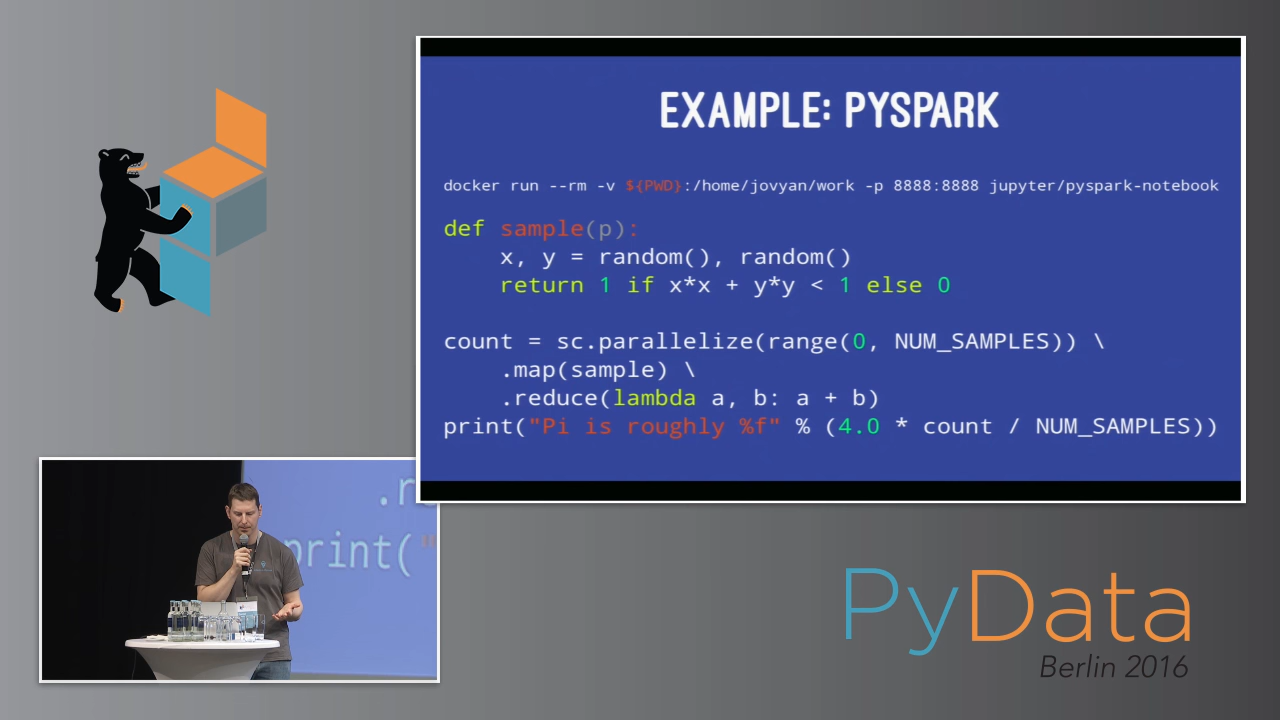 EXAMPLE: PYSPARK
docker run --rm -v ${PWD}:/home/jovyan/work -p 8888:8888 jupyter/pyspark-notebook
def sample(p):
    x, y = random(), random()
    return 1 if x*x + y*y < 1 else 0
count = sc.parallelize(range(0, NUM_SAMPLES)) \
    .map(sample) \
    .reduce(lambda a, b: a + b)
print("Pi is roughly %f" % (4.0 * count / NUM_SAMPLES))
.r
print("
PyData
Berlin 2016